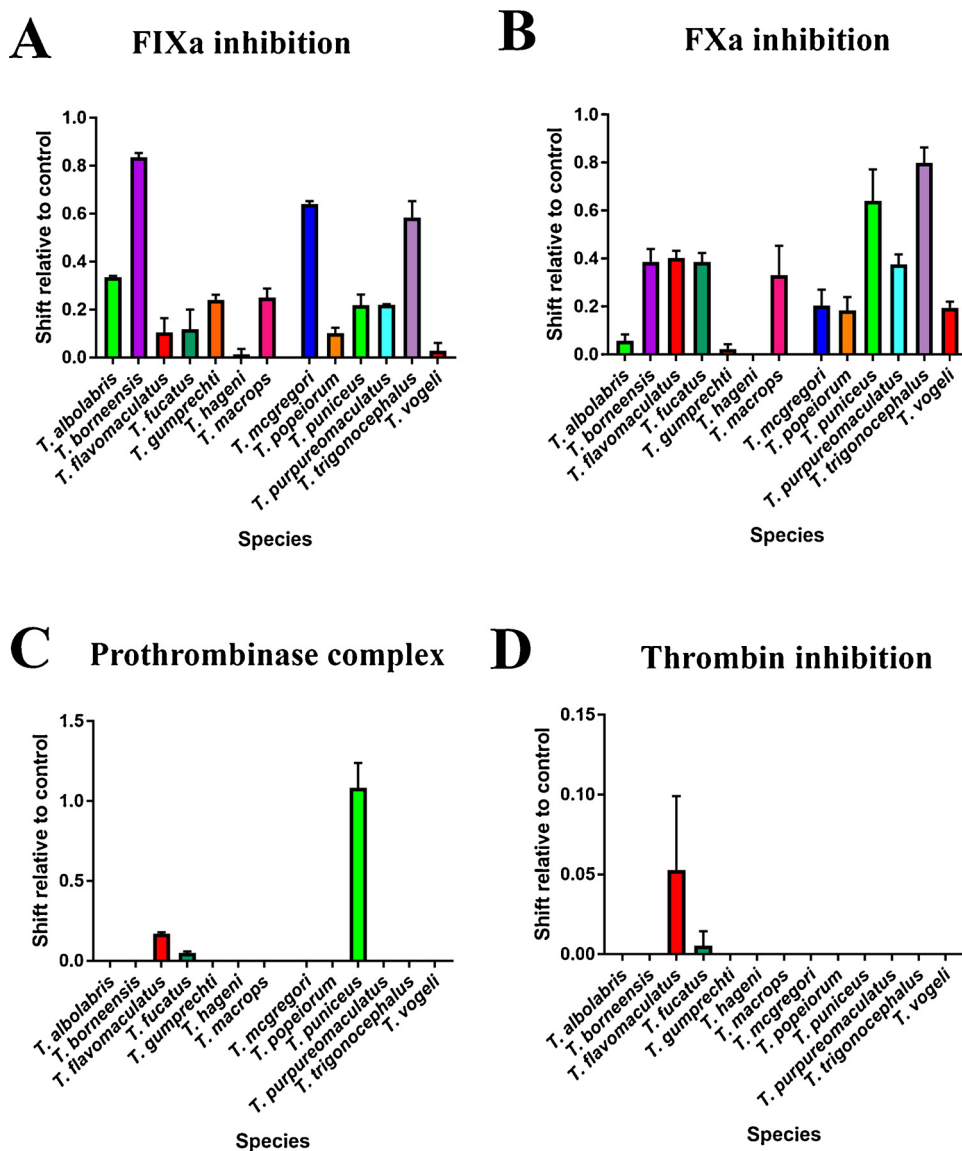 A
FIXa inhibition
Shift relative to control
1.0
0.8
0.6
0.4
0.2
0.0
T. albolabris
T. borneensis
T. flavomaculatus
T. fucatus
T. gumprechti
T. hageni
T. macrops
T. mcgregori
T. popeiorum
T. puniceus
T. purpureomaculatus
T. trigonocephalus
T. vogeli
Species
B
FXa inhibition
Shift relative to control
1.0
0.8
0.6
0.4
0.2
0.0
T. albolabris
T. borneensis
T. flavomaculatus
T. fucatus
T. gumprechti
T. hageni
T. macrops
T. mcgregori
T. popeiorum
T. puniceus
T. purpureomaculatus
T. trigonocephalus
T. vogeli
Species
C
Prothrombinase complex
Shift relative to control
1.5
1.0
0.5
0.0
T. albolabris
T. borneensis
T. flavomaculatus
T. fucatus
T. gumprechti
T. hageni
T. macrops
T. mcgregori
T. popeiorum
T. puniceus
T. purpureomaculatus
T. trigonocephalus
T. vogeli
Species
D
Thrombin inhibition
Shift relative to control
0.15
0.10
0.05
0.00
T. albolabris
T. borneensis
T. flavomaculatus
T. fucatus
T. gumprechti
T. hageni
T. macrops
T. mcgregori
T. popeiorum
T. puniceus
T. purpureomaculatus
T. trigonocephalus
T. vogeli
Species